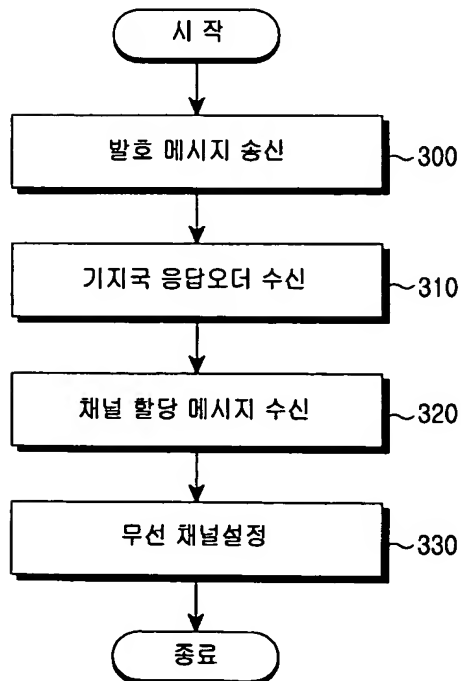 시 작
발호 메시지 송신
300
기지국 응답오더 수신
310
채널 할당 메시지 수신
320
무선 채널설정
330
종료